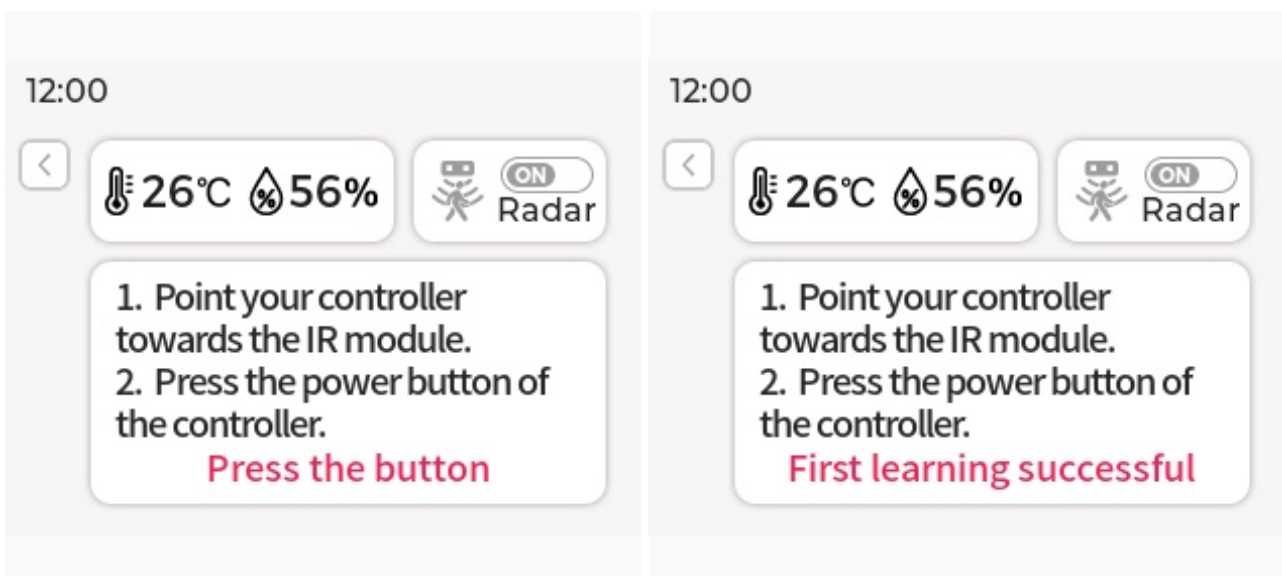 12:00
26℃ 56%
ON
Radar
1. Point your controller
towards the IR module.
2. Press the power button of
the controller.
Press the button
12:00
26℃ 56%
ON
Radar
1. Point your controller
towards the IR module.
2. Press the power button of
the controller.
First learning successful